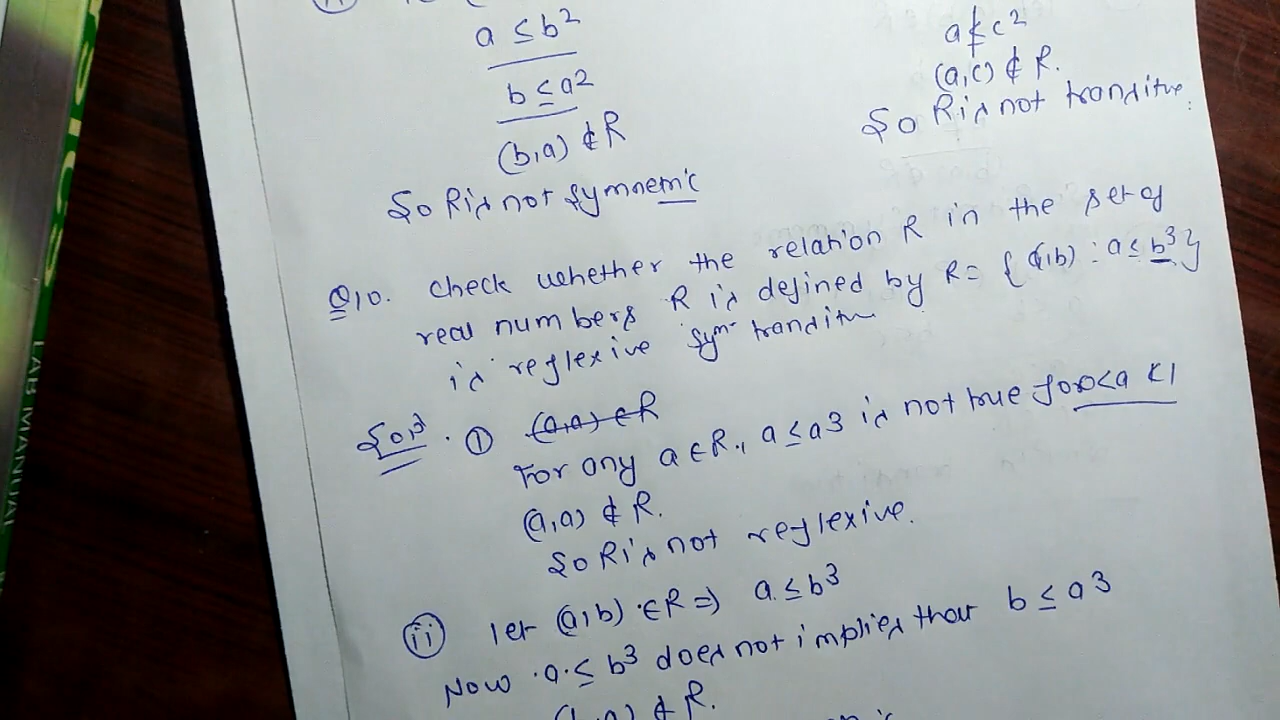 a ≤ b²
b ≤ a²
(b,a) ∉ R
So R is not symmetric
a ≰ c²
(a,c) ∉ R.
So R is not transitive.
Q10. Check whether the relation R in the set of
real numbers R is defined by R = { (a,b) : a ≤ b³ }
is reflexive sym transitive
Sol.
① (a,a) ∈ R
For any a ∈ R, a ≤ a3 is not true for 0<a<1
(a,a) ∉ R.
So R is not reflexive.
(ii) let (a,b) ∈ R ⇒ a ≤ b³
Now a ≤ b³ does not implies that b ≤ a3
∉ R.
LAB MANUAL